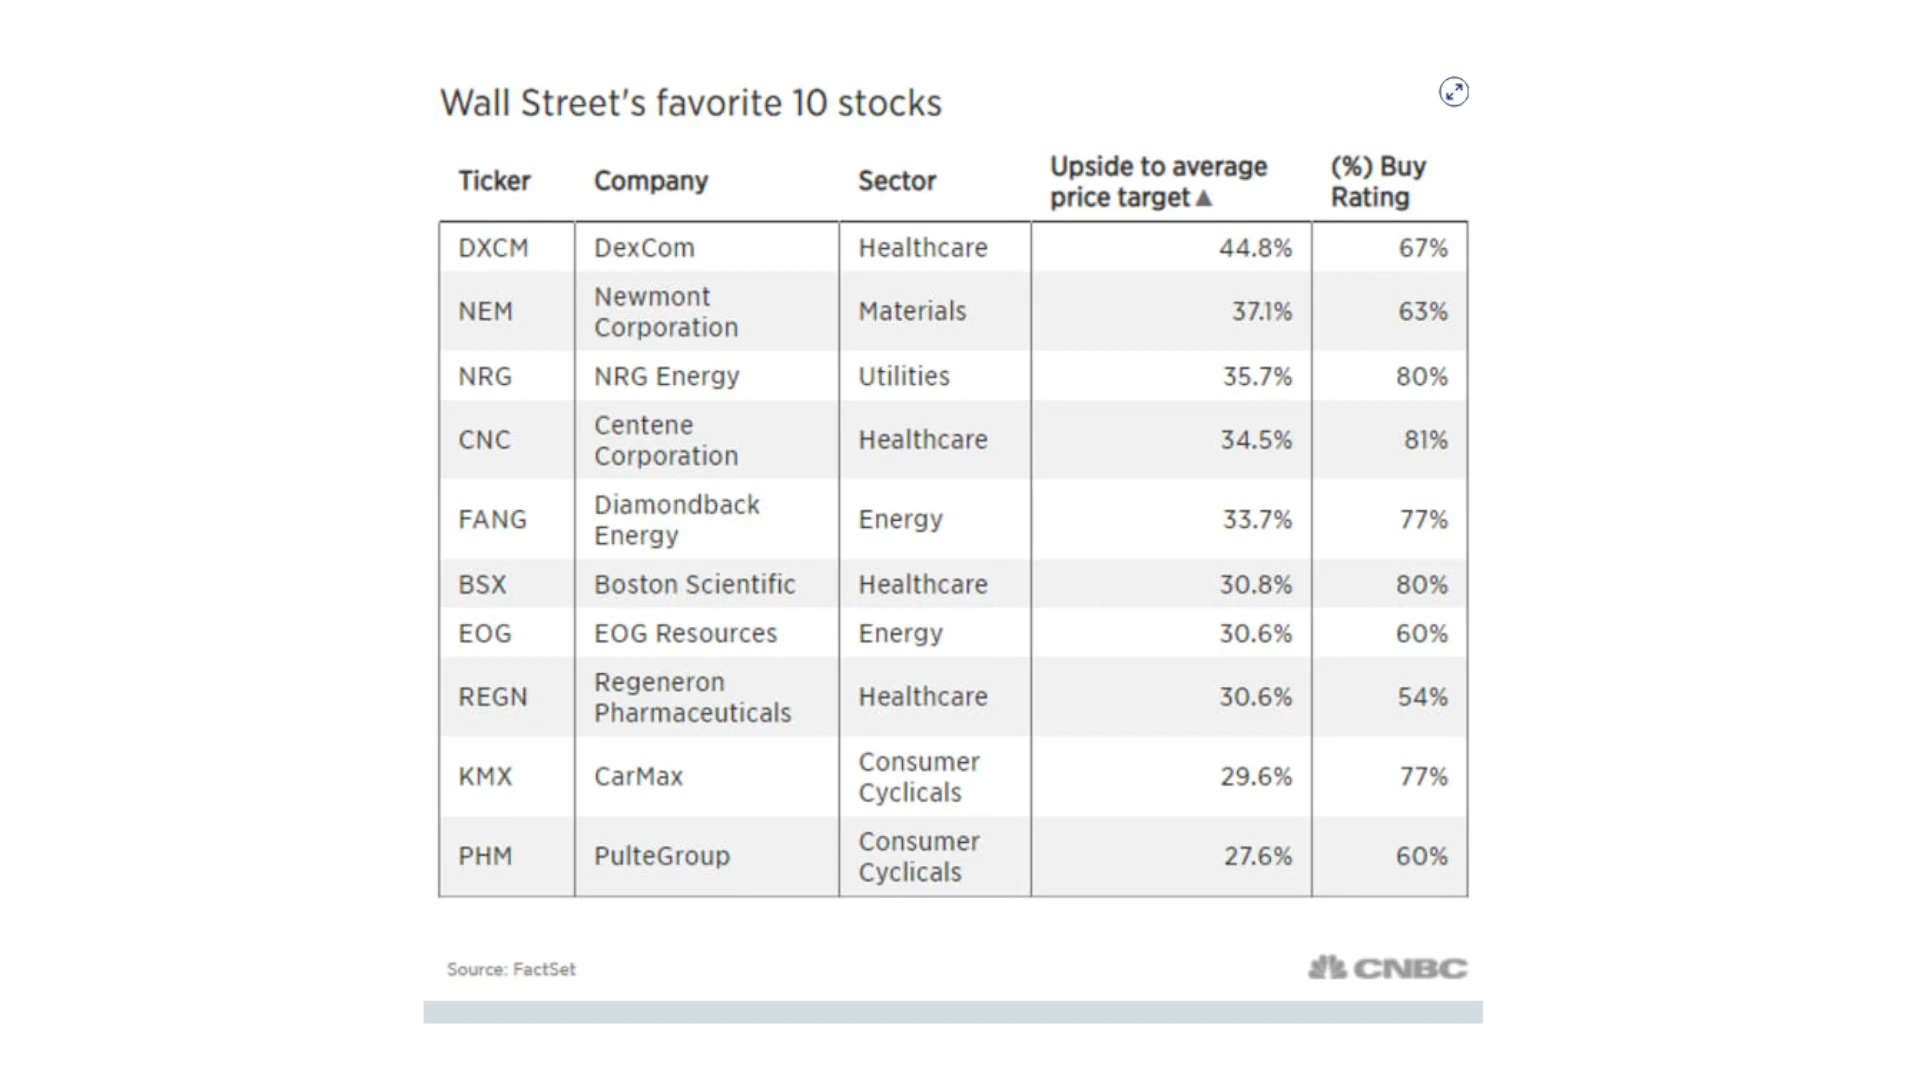 Wall Street's favorite 10 stocks
Ticker Company Sector Upside to average price target▲ (%) Buy Rating
DXCM DexCom Healthcare 44.8% 67%
NEM Newmont Corporation Materials 37.1% 63%
NRG NRG Energy Utilities 35.7% 80%
CNC Centene Corporation Healthcare 34.5% 81%
FANG Diamondback Energy Energy 33.7% 77%
BSX Boston Scientific Healthcare 30.8% 80%
EOG EOG Resources Energy 30.6% 60%
REGN Regeneron Pharmaceuticals Healthcare 30.6% 54%
KMX CarMax Consumer Cyclicals 29.6% 77%
PHM PulteGroup Consumer Cyclicals 27.6% 60%
Source: FactSet
CNBC